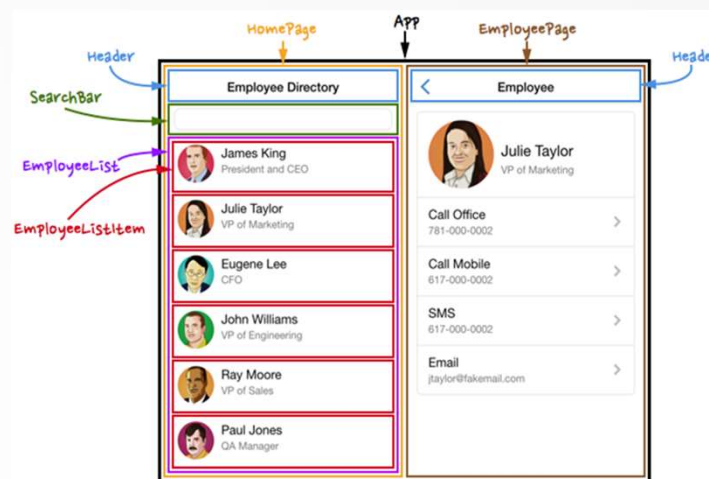 App
HomePage
EmployeePage
Header
Header
SearchBar
EmployeeList
EmployeeListItem
Employee Directory
James King
President and CEO
Julie Taylor
VP of Marketing
Eugene Lee
CFO
John Williams
VP of Engineering
Ray Moore
VP of Sales
Paul Jones
QA Manager
Employee
Julie Taylor
VP of Marketing
Call Office
781-000-0002
Call Mobile
617-000-0002
SMS
617-000-0002
Email
jtaylor@fakemail.com